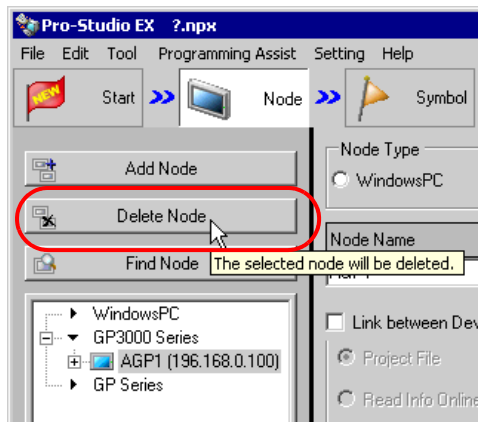 Pro-Studio EX ?.npx
File Edit Tool Programming Assist Setting Help
NEW Start Node Symbol
Add Node
Delete Node
Find Node
The selected node will be deleted.
WindowsPC
GP3000 Series
AGP1 (196.168.0.100)
GP Series
Node Type
WindowsPC
Node Name
Link between Dev
Project File
Read Info Online